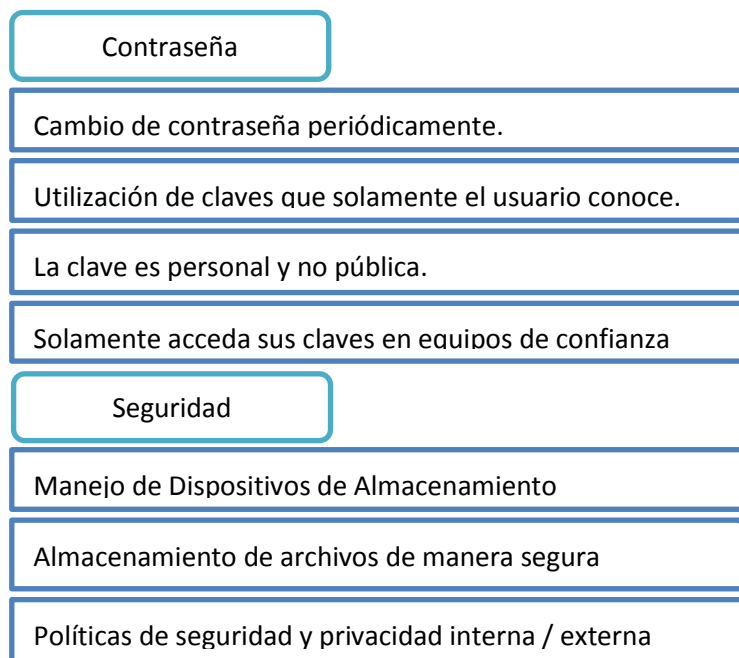 Contraseña
Cambio de contraseña periódicamente.
Utilización de claves que solamente el usuario conoce.
La clave es personal y no pública.
Solamente acceda sus claves en equipos de confianza
Seguridad
Manejo de Dispositivos de Almacenamiento
Almacenamiento de archivos de manera segura
Políticas de seguridad y privacidad interna / externa